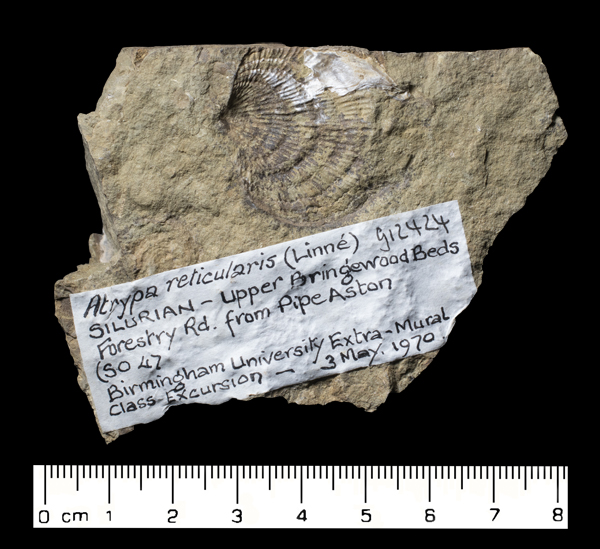 Atrypa reticularis (Linné) G12424
SILURIAN - Upper Bringewood Beds
Forestry Rd. from Pipe Aston
(SO 47
Birmingham University Extra-Mural
Class Excursion - 3 May. 1970.
0 cm 1 2 3 4 5 6 7 8